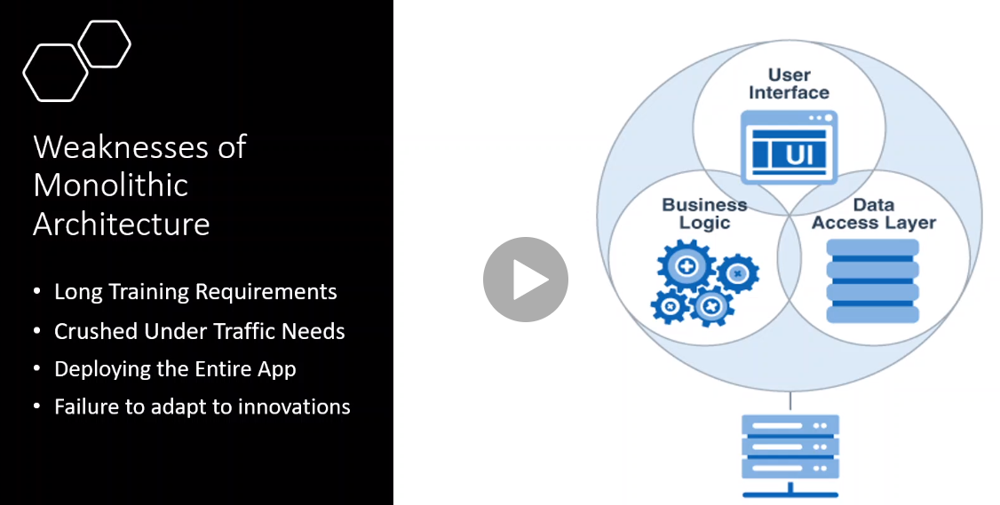 Weaknesses of
Monolithic
Architecture
• Long Training Requirements
• Crushed Under Traffic Needs
• Deploying the Entire App
• Failure to adapt to innovations
User
Interface
UI
Business
Logic
Data
Access Layer